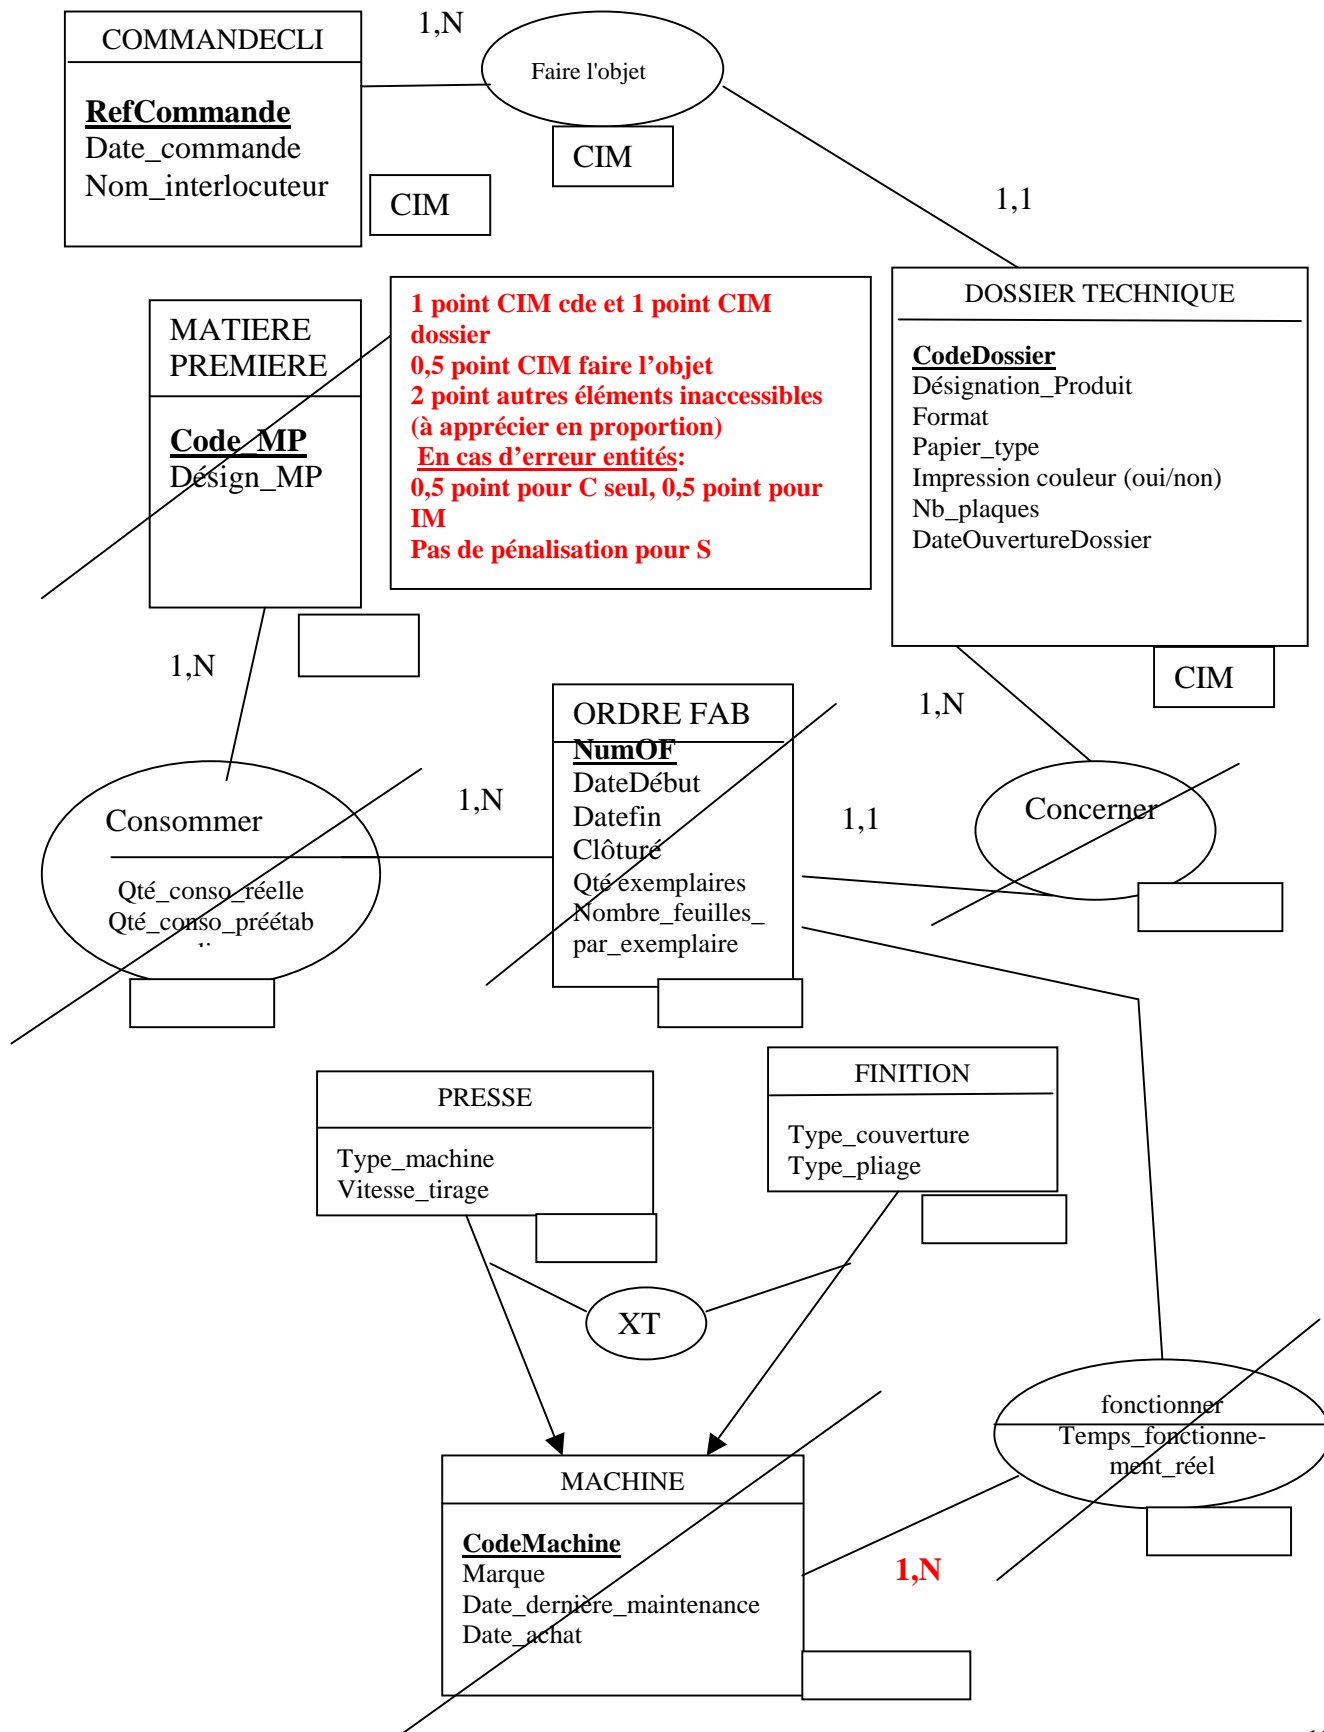 COMMANDECLI
RefCommande
Date_commande
Nom_interlocuteur
CIM
1,N
Faire l'objet
CIM
1,1
DOSSIER TECHNIQUE
CodeDossier
Désignation_Produit
Format
Papier_type
Impression couleur (oui/non)
Nb_plaques
DateOuvertureDossier
CIM
MATIERE
PREMIERE
Code_MP
Désign_MP
1 point CIM cde et 1 point CIM
dossier
0,5 point CIM faire l’objet
2 point autres éléments inaccessibles
(à apprécier en proportion)
En cas d’erreur entités:
0,5 point pour C seul, 0,5 point pour
IM
Pas de pénalisation pour S
1,N
Consommer
Qté_conso_réelle
Qté_conso_préétab
1,N
ORDRE FAB
NumOF
DateDébut
Datefin
Clôturé
Qté exemplaires
Nombre_feuilles_
par_exemplaire
1,N
1,1
Concerner
PRESSE
Type_machine
Vitesse_tirage
FINITION
Type_couverture
Type_pliage
XT
MACHINE
CodeMachine
Marque
Date_dernière_maintenance
Date_achat
1,N
fonctionner
Temps_fonctionne-
ment_réel